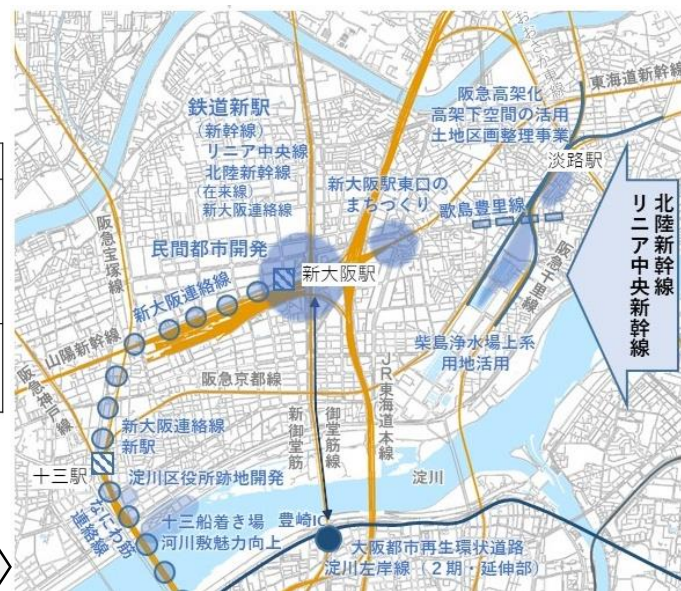 東海道新幹線
阪急高架化
高架下空間の活用
土地区画整理事業
淡路駅
鉄道新駅
(新幹線)
リニア中央線
北陸新幹線
(在来線)
新大阪連絡線
新大阪駅東口の
まちづくり
歌島豊里線
北陸新幹線
リニア中央新幹線
阪急宝塚線
民間都市開発
新大阪駅
阪急千里線
新大阪連絡線
山陽新幹線
柴島浄水場上系
用地活用
阪急神戸線
阪急京都線
JR東海道本線
新大阪連絡線
新駅
新御堂筋
御堂筋線
十三駅
淀川区役所跡地開発
淀川
なにわ筋
連絡線
十三船着き場
河川敷魅力向上
豊崎IC
大阪都市再生環状道路
淀川左岸線(2期・延伸部)